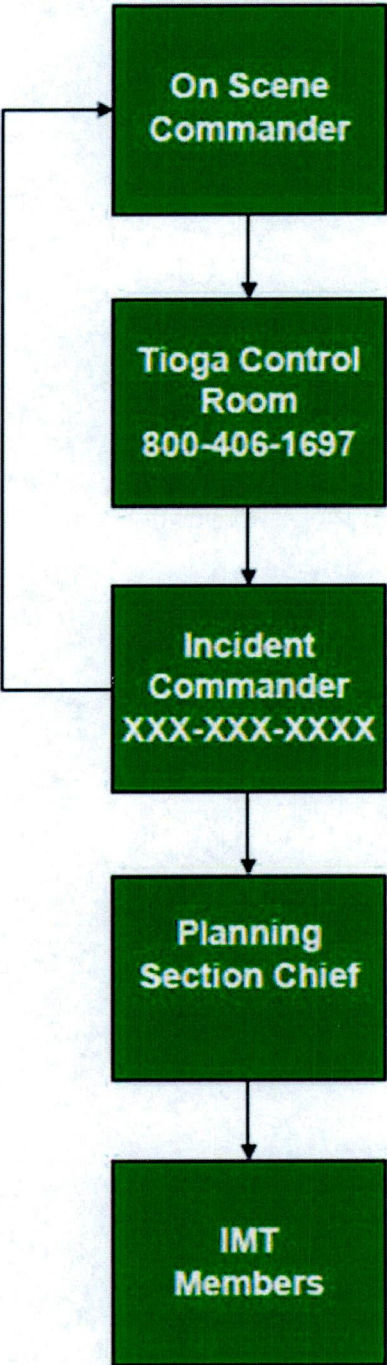 On Scene
Commander
Tioga Control
Room
800-406-1697
Incident
Commander
XXX-XXX-XXXX
Planning
Section Chief
IMT
Members